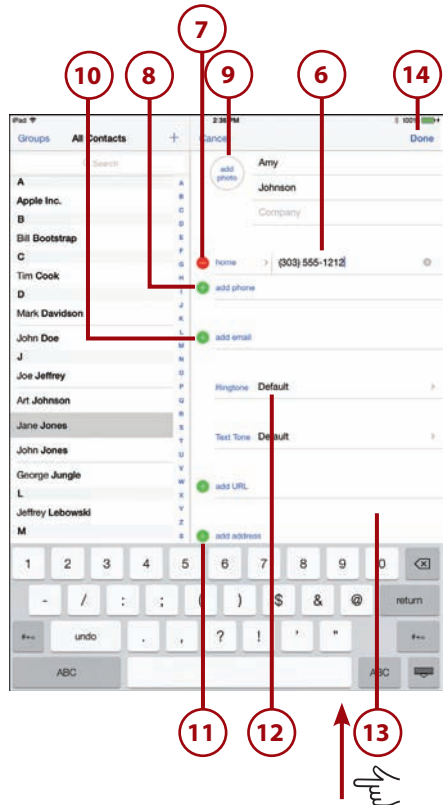 7
10 8 9 6 14
iPad 2:36 PM 100%
Groups All Contacts + Cancel Done
Search
add photo
Amy
Johnson
Company
A
Apple Inc.
B
Bill Bootstrap
C
Tim Cook
D
Mark Davidson
John Doe
J
Joe Jeffrey
Art Johnson
Jane Jones
John Jones
George Jungle
L
Jeffrey Lebowski
M
A
B
C
D
E
F
G
H
I
J
K
L
M
N
O
P
Q
R
S
T
U
V
W
X
Y
Z
home > (303) 555-1212
add phone
add email
Ringtone Default >
Text Tone Default >
add URL
add address
1 2 3 4 5 6 7 8 9 0
- / : ; ( ) $ & @ return
#+= undo . , ? ! ' " #+=
ABC ABC
11 12 13